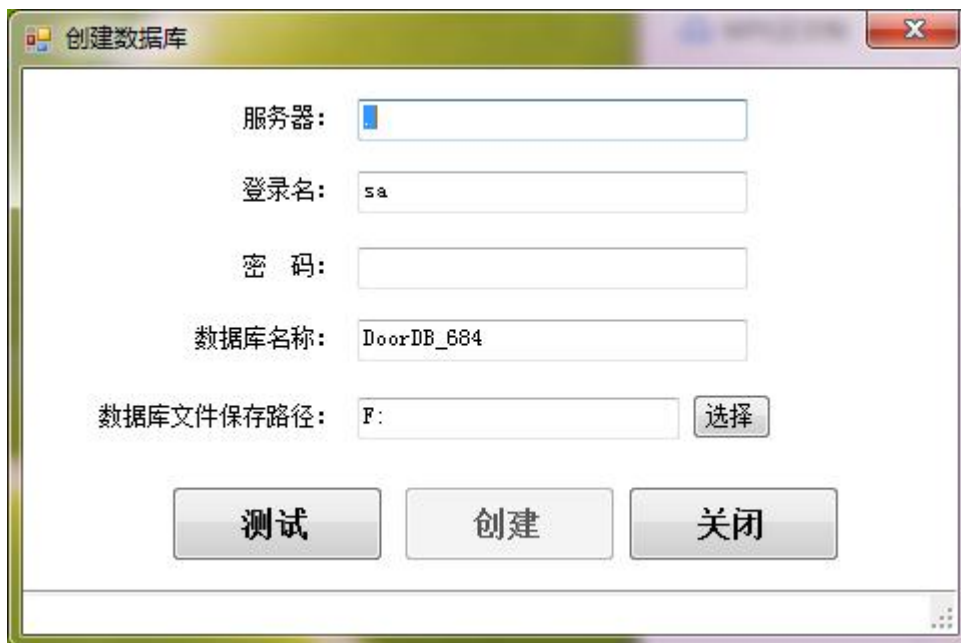 创建数据库
服务器： .
登录名： sa
密 码：
数据库名称： DoorDB_684
数据库文件保存路径： F: 选择
测试 创建 关闭